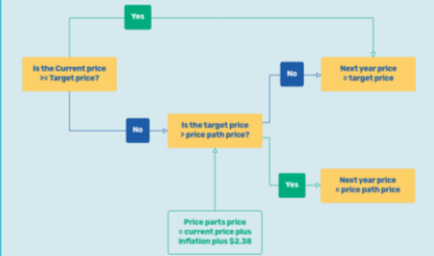 Yes
Is the Current price
>= Target price?
No
Next year price
= target price
No
Is the target price
> price path price?
Yes
Next year price
= price path price
Price parts price
= current price plus
inflation plus $2.38